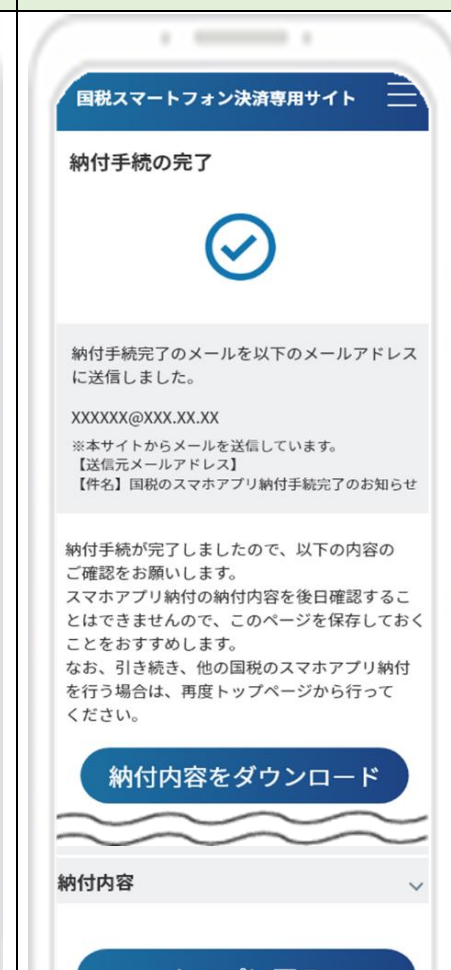 国税スマートフォン決済専用サイト
納付手続の完了
納付手続完了のメールを以下のメールアドレス
に送信しました。
XXXXXX@XXX.XX.XX
※本サイトからメールを送信しています。
【送信元メールアドレス】
【件名】国税のスマホアプリ納付手続完了のお知らせ
納付手続が完了しましたので、以下の内容の
ご確認をお願いします。
スマホアプリ納付の納付内容を後日確認するこ
とはできませんので、このページを保存しておく
ことをおすすめします。
なお、引き続き、他の国税のスマホアプリ納付
を行う場合は、再度トップページから行って
ください。
納付内容をダウンロード
納付内容